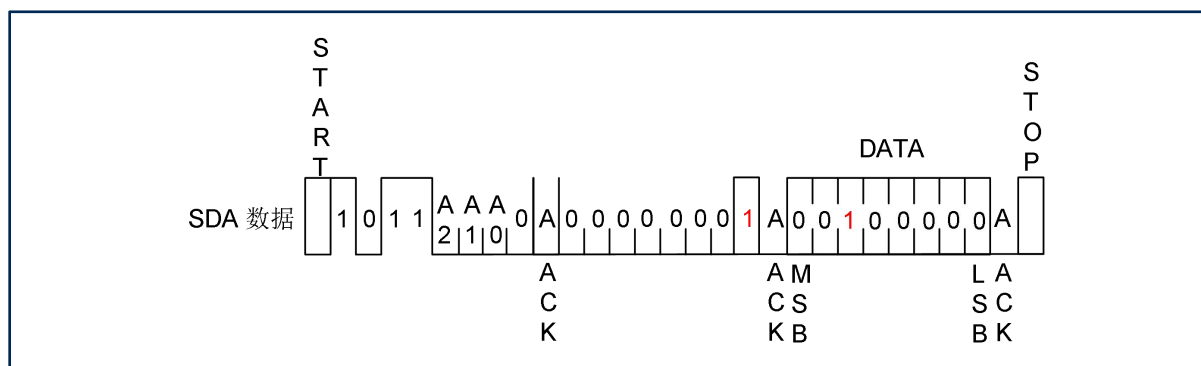 START
STOP
DATA
SDA 数据 1 0 1 1 A2 A1 A0 0 A 0 0 0 0 0 0 0 1 A 0 0 1 0 0 0 0 0 A
ACK
ACK
MSB
LSB
ACK